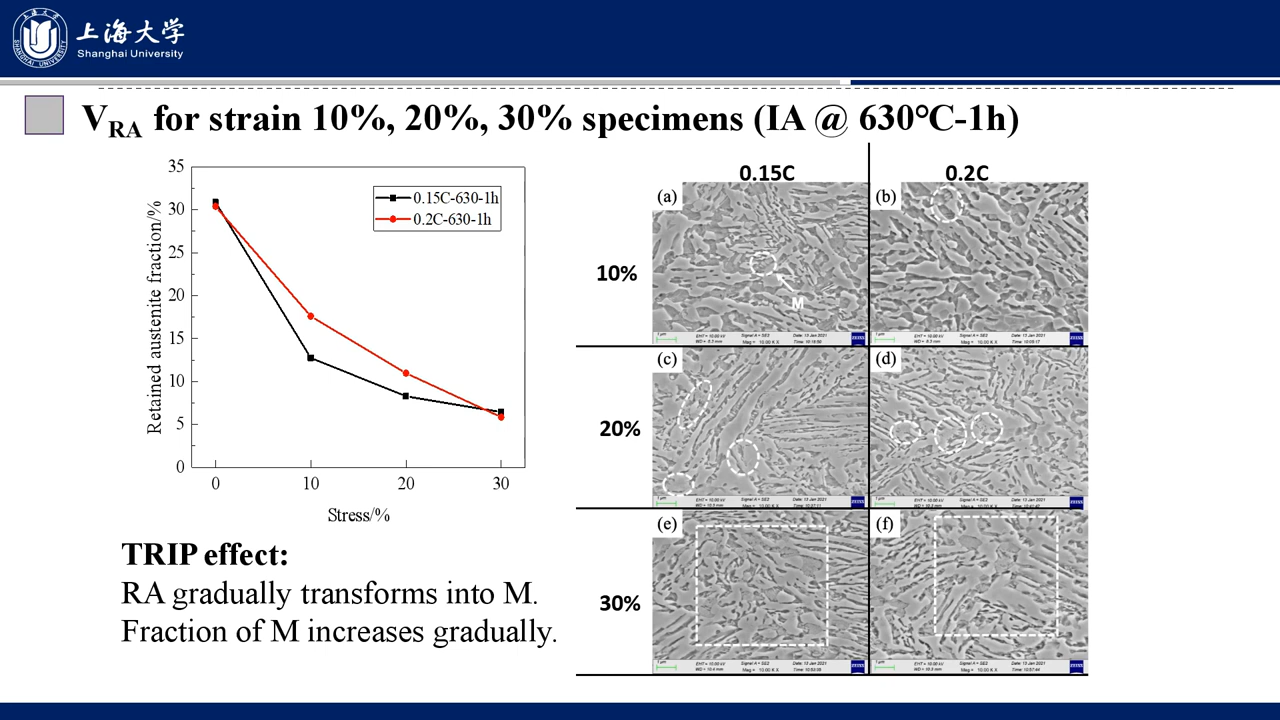 上海大学
Shanghai University
V_RA for strain 10%, 20%, 30% specimens (IA @ 630℃-1h)
35
30
25
20
15
10
5
0
0 10 20 30
Retained austenite fraction/%
Stress/%
0.15C-630-1h
0.2C-630-1h
TRIP effect:
RA gradually transforms into M.
Fraction of M increases gradually.
0.15C 0.2C
10%
20%
30%
(a)
M
(b)
(c)
(d)
(e)
(f)